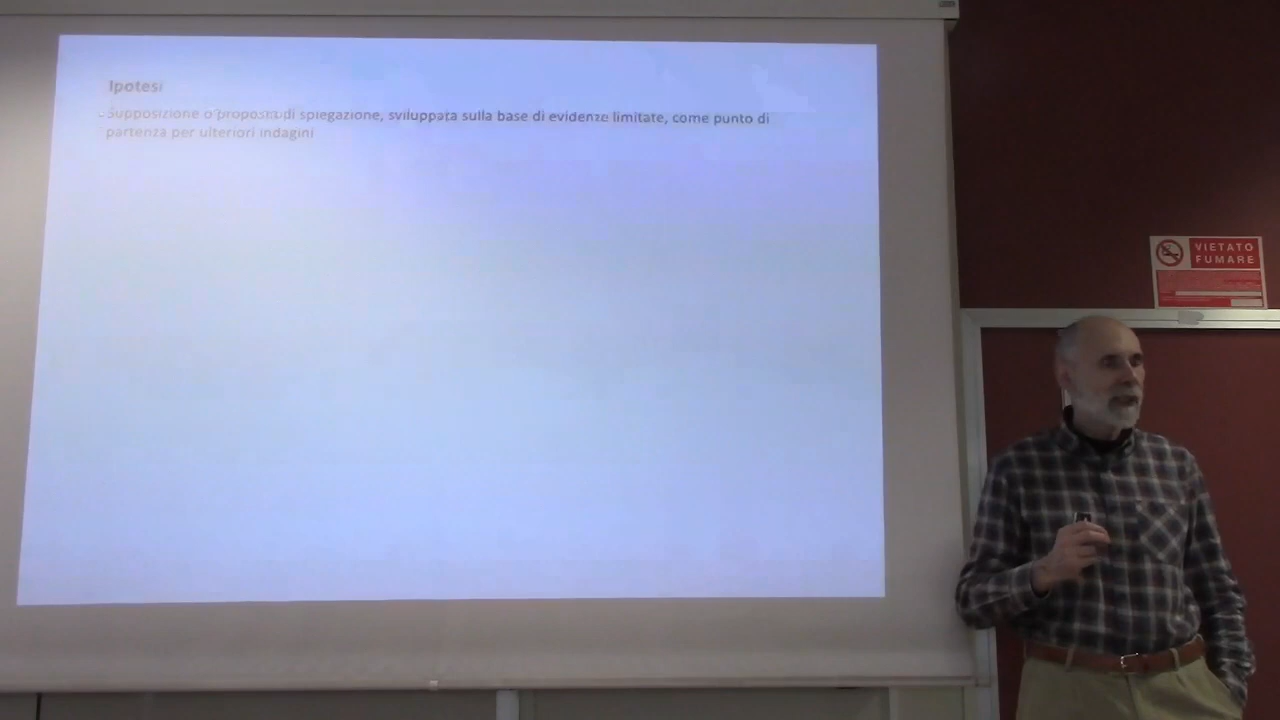 Ipotesi
- Supposizione o proposta di spiegazione, sviluppata sulla base di evidenze limitate, come punto di
partenza per ulteriori indagini
VIETATO
FUMARE